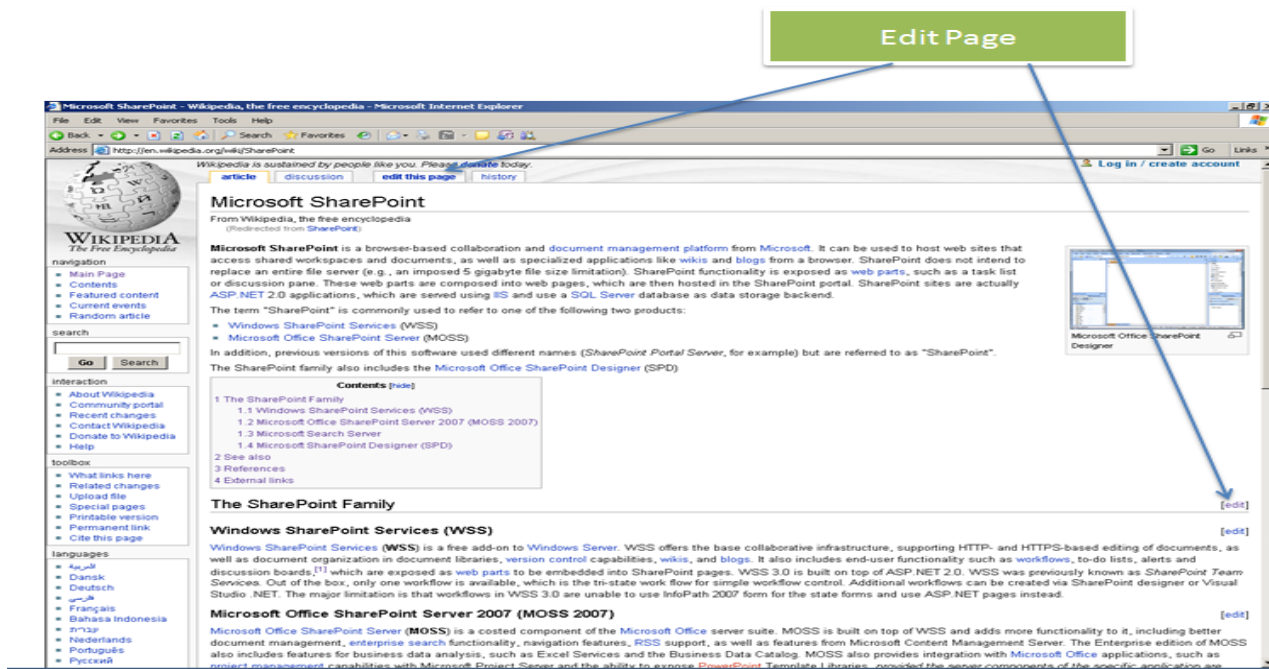 Edit Page
Microsoft SharePoint - Wikipedia, the free encyclopedia - Microsoft Internet Explorer
File Edit View Favorites Tools Help
Back Search Favorites
Address http://en.wikipedia.org/wiki/SharePoint Go Links
Wikipedia is sustained by people like you. Please donate today.
Log in / create account
article discussion edit this page history
WIKIPEDIA
The Free Encyclopedia
navigation
Main Page
Contents
Featured content
Current events
Random article
search
Go Search
interaction
About Wikipedia
Community portal
Recent changes
Contact Wikipedia
Donate to Wikipedia
Help
toolbox
What links here
Related changes
Upload file
Special pages
Printable version
Permanent link
Cite this page
languages
العربية
Dansk
Deutsch
فارسی
Français
Bahasa Indonesia
עברית
Nederlands
Português
Русский
Microsoft SharePoint
From Wikipedia, the free encyclopedia
(Redirected from SharePoint)
Microsoft SharePoint is a browser-based collaboration and document management platform from Microsoft. It can be used to host web sites that
access shared workspaces and documents, as well as specialized applications like wikis and blogs from a browser. SharePoint does not intend to
replace an entire file server (e.g., an imposed 5 gigabyte file size limitation). SharePoint functionality is exposed as web parts, such as a task list
or discussion pane. These web parts are composed into web pages, which are then hosted in the SharePoint portal. SharePoint sites are actually
ASP.NET 2.0 applications, which are served using IIS and use a SQL Server database as data storage backend.
The term "SharePoint" is commonly used to refer to one of the following two products:
Windows SharePoint Services (WSS)
Microsoft Office SharePoint Server (MOSS)
In addition, previous versions of this software used different names (SharePoint Portal Server, for example) but are referred to as "SharePoint".
The SharePoint family also includes the Microsoft Office SharePoint Designer (SPD)
Microsoft Office SharePoint
Designer
Contents [hide]
1 The SharePoint Family
1.1 Windows SharePoint Services (WSS)
1.2 Microsoft Office SharePoint Server 2007 (MOSS 2007)
1.3 Microsoft Search Server
1.4 Microsoft SharePoint Designer (SPD)
2 See also
3 References
4 External links
The SharePoint Family [edit]
Windows SharePoint Services (WSS) [edit]
Windows SharePoint Services (WSS) is a free add-on to Windows Server. WSS offers the base collaborative infrastructure, supporting HTTP- and HTTPS-based editing of documents, as
well as document organization in document libraries, version control capabilities, wikis, and blogs. It also includes end-user functionality such as workflows, to-do lists, alerts and
discussion boards,[1] which are exposed as web parts to be embedded into SharePoint pages. WSS 3.0 is built on top of ASP.NET 2.0. WSS was previously known as SharePoint Team
Services. Out of the box, only one workflow is available, which is the tri-state work flow for simple workflow control. Additional workflows can be created via SharePoint designer or Visual
Studio .NET. The major limitation is that workflows in WSS 3.0 are unable to use InfoPath 2007 form for the state forms and use ASP.NET pages instead.
Microsoft Office SharePoint Server 2007 (MOSS 2007) [edit]
Microsoft Office SharePoint Server (MOSS) is a costed component of the Microsoft Office server suite. MOSS is built on top of WSS and adds more functionality to it, including better
document management, enterprise search functionality, navigation features, RSS support, as well as features from Microsoft Content Management Server. The Enterprise edition of MOSS
also includes features for business data analysis, such as Excel Services and the Business Data Catalog. MOSS also provides integration with Microsoft Office applications, such as
project management capabilities with Microsoft Project Server and the ability to expose PowerPoint Template Libraries, provided the server components of the specific application are